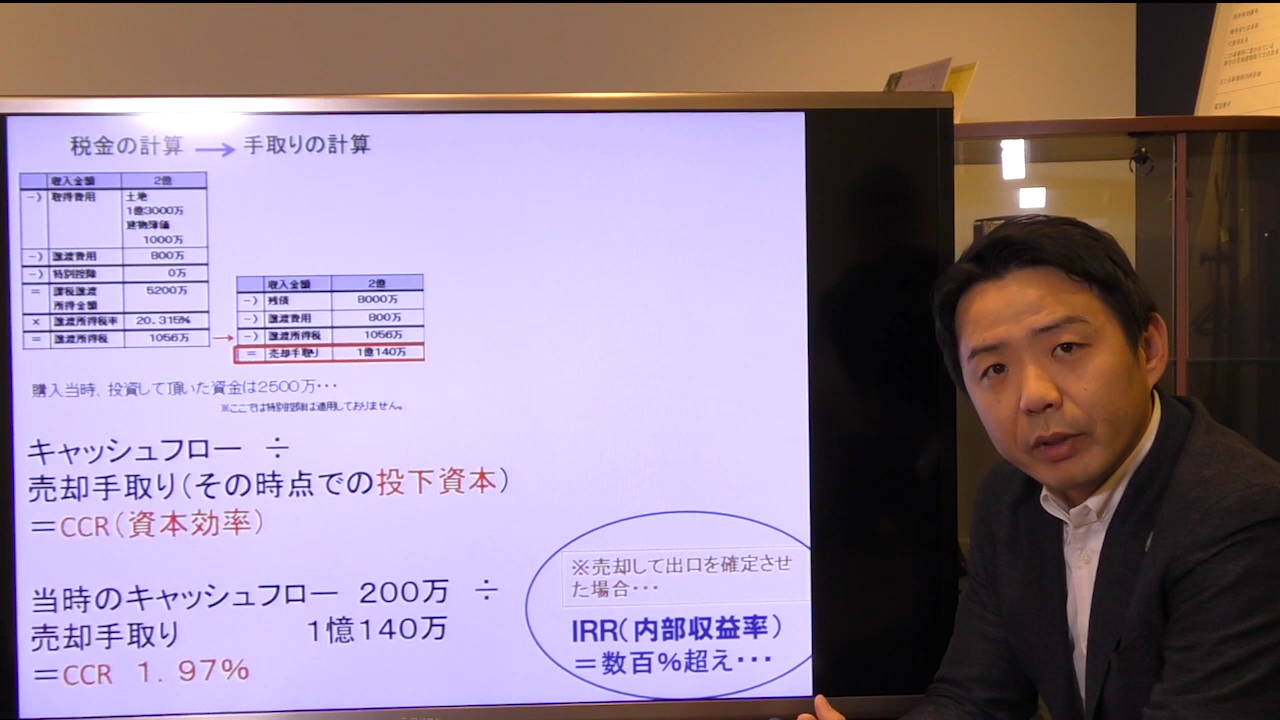 税金の計算 → 手取りの計算
収入金額 2億
-) 取得費用 土地
1億3000万
建物簿価
1000万
-) 譲渡費用 800万
-) 特別控除 0万
= 課税譲渡 5200万
所得金額
× 譲渡所得税率 20.315%
= 譲渡所得税 1056万
収入金額 2億
-) 残債 8000万
-) 譲渡費用 800万
-) 譲渡所得税 1056万
= 売却手取り 1億140万
購入当時、投資して頂いた資金は2500万・・・
※ここでは特別控除は適用しておりません。
キャッシュフロー ÷
売却手取り(その時点での投下資本)
=CCR(資本効率)
当時のキャッシュフロー 200万 ÷
売却手取り 1憶140万
=CCR 1.97%
※売却して出口を確定させ
た場合・・・
IRR(内部収益率)
=数百%超え・・・